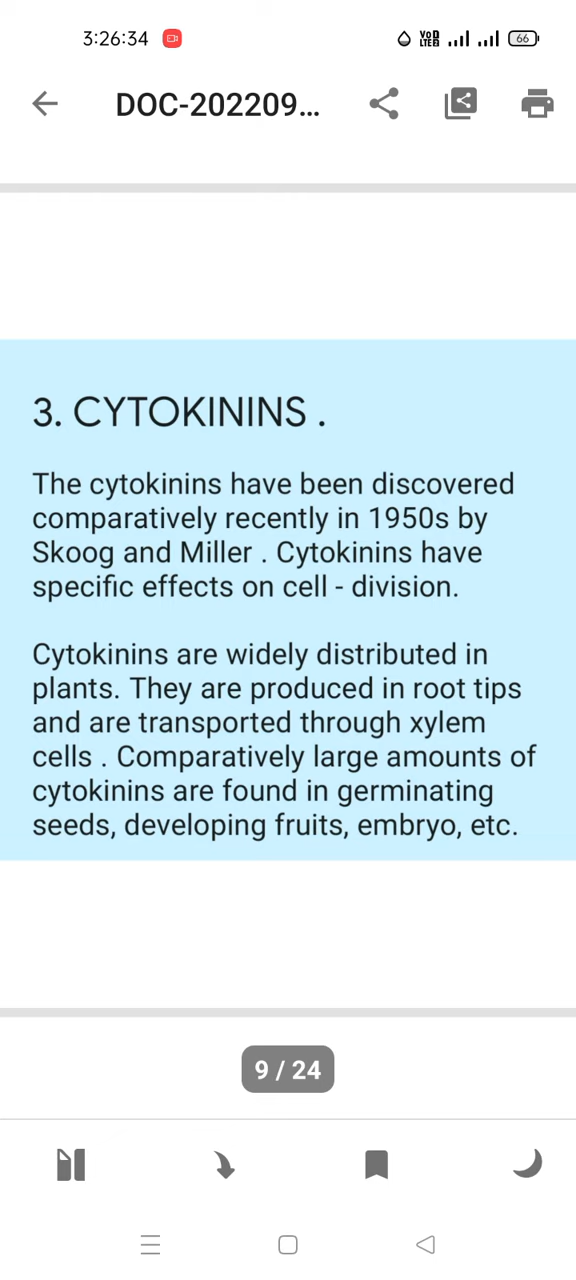 3:26:34
VoD LTE2 66
DOC-202209...
3. CYTOKININS .
The cytokinins have been discovered
comparatively recently in 1950s by
Skoog and Miller . Cytokinins have
specific effects on cell - division.
Cytokinins are widely distributed in
plants. They are produced in root tips
and are transported through xylem
cells . Comparatively large amounts of
cytokinins are found in germinating
seeds, developing fruits, embryo, etc.
9 / 24